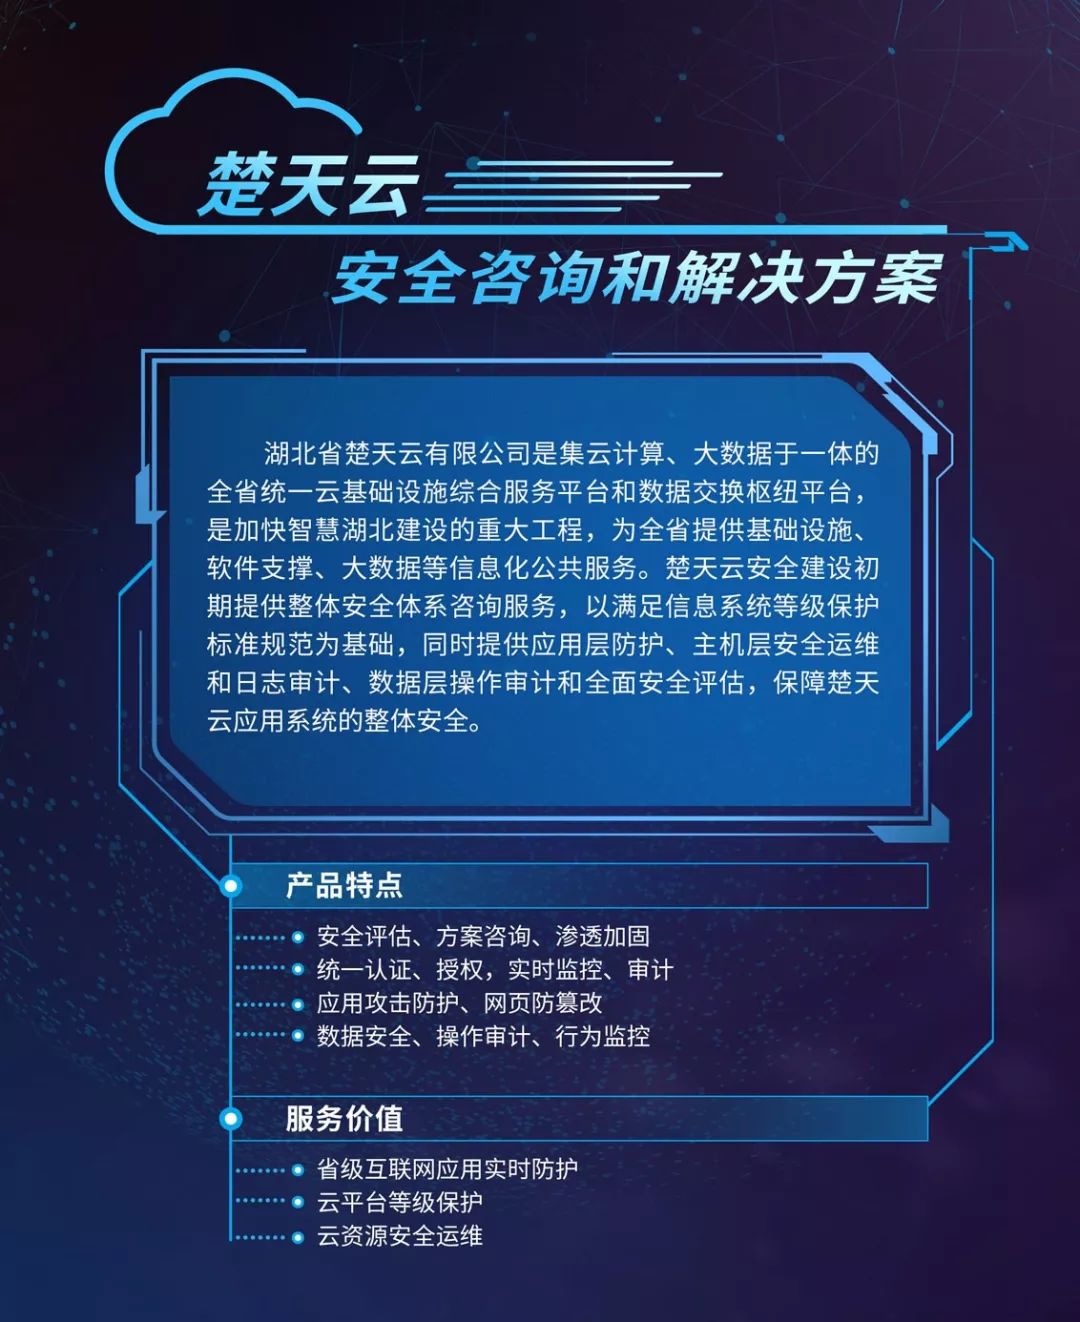 楚天云
安全咨询和解决方案
湖北省楚天云有限公司是集云计算、大数据于一体的
全省统一云基础设施综合服务平台和数据交换枢纽平台，
是加快智慧湖北建设的重大工程，为全省提供基础设施、
软件支撑、大数据等信息化公共服务。楚天云安全建设初
期提供整体安全体系咨询服务，以满足信息系统等级保护
标准规范为基础，同时提供应用层防护、主机层安全运维
和日志审计、数据层操作审计和全面安全评估，保障楚天
云应用系统的整体安全。
产品特点
安全评估、方案咨询、渗透加固
统一认证、授权，实时监控、审计
应用攻击防护、网页防篡改
数据安全、操作审计、行为监控
服务价值
省级互联网应用实时防护
云平台等级保护
云资源安全运维